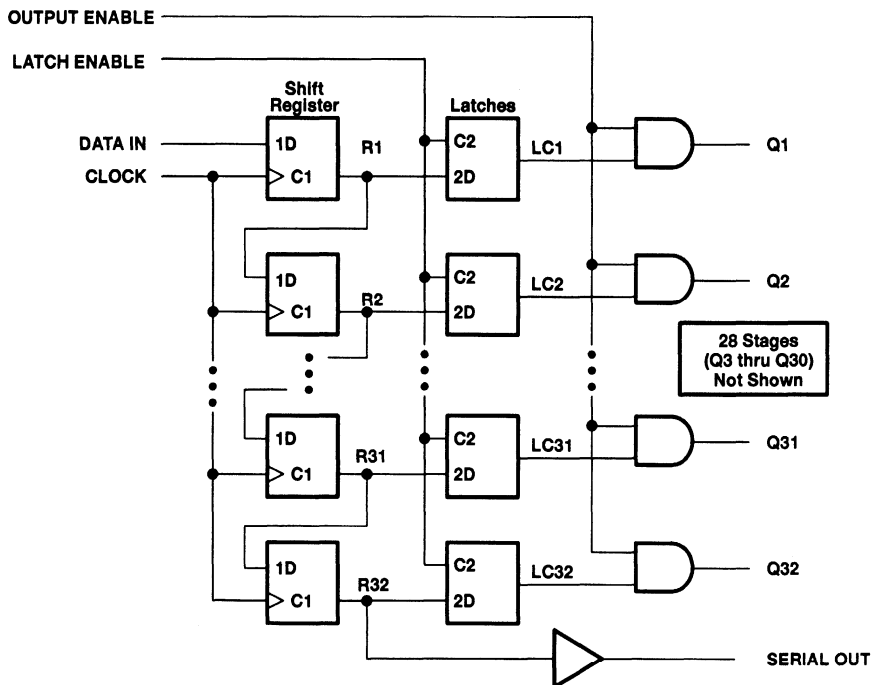 OUTPUT ENABLE
LATCH ENABLE
Shift
Register
Latches
DATA IN
1D
R1
C2
LC1
Q1
CLOCK
C1
2D
1D
R2
C2
LC2
Q2
C1
2D
28 Stages
(Q3 thru Q30)
Not Shown
1D
R31
C2
LC31
Q31
C1
2D
1D
R32
C2
LC32
Q32
C1
2D
SERIAL OUT